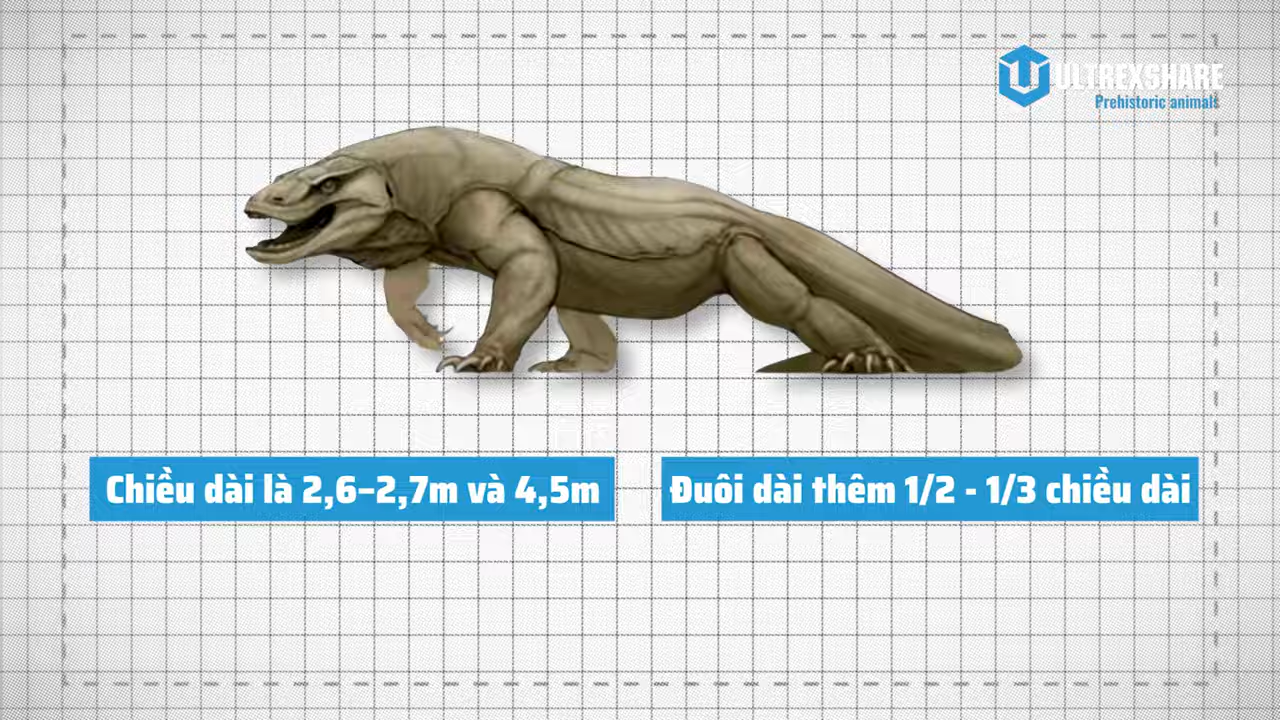 ULTREXSHARE
Prehistoric animals
Chiều dài là 2,6–2,7m và 4,5m
Đuôi dài thêm 1/2 - 1/3 chiều dài